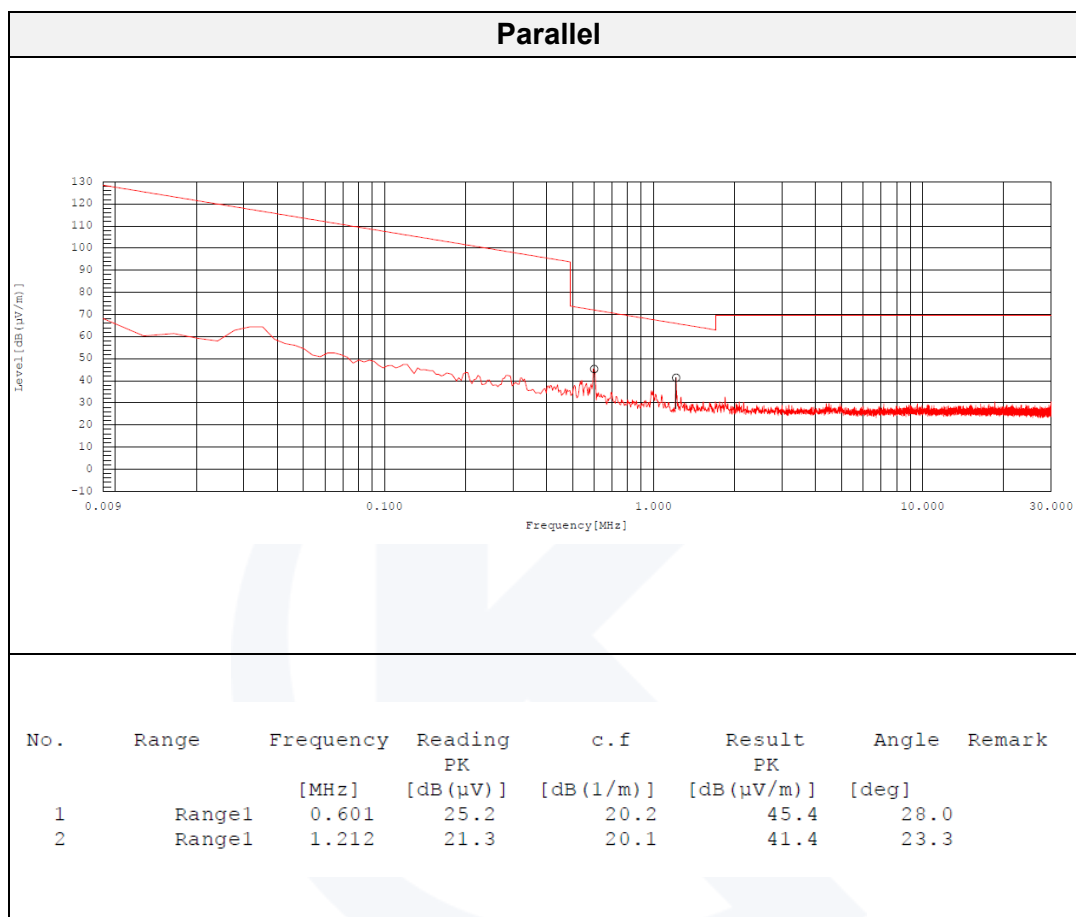 Parallel
130
120
110
100
90
80
70
60
50
40
30
20
10
0
-10
Level[dB(μV/m)]
0.009 0.100 1.000 10.000 30.000
Frequency[MHz]
No. Range Frequency Reading c.f Result Angle Remark
PK PK
[MHz] [dB(μV)] [dB(1/m)] [dB(μV/m)] [deg]
1 Range1 0.601 25.2 20.2 45.4 28.0
2 Range1 1.212 21.3 20.1 41.4 23.3